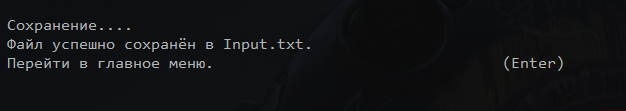 Сохранение....
Файл успешно сохранён в Input.txt.
Перейти в главное меню. (Enter)